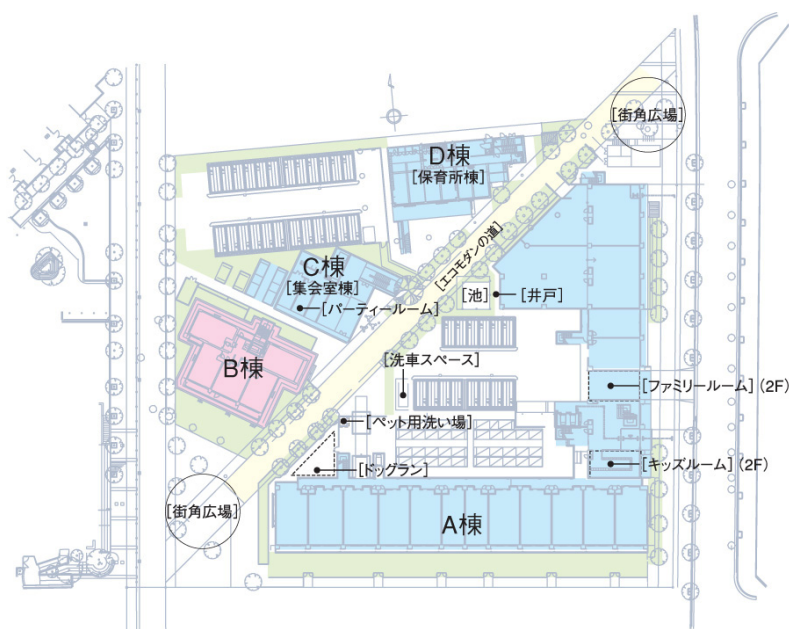 [街角広場]
D棟
[保育所棟]
[エコモダンの道]
C棟
[集会室棟]
[パーティールーム]
[池]
[井戸]
B棟
[洗車スペース]
[ファミリールーム](2F)
[ペット用洗い場]
[ドッグラン]
[キッズルーム](2F)
[街角広場]
A棟